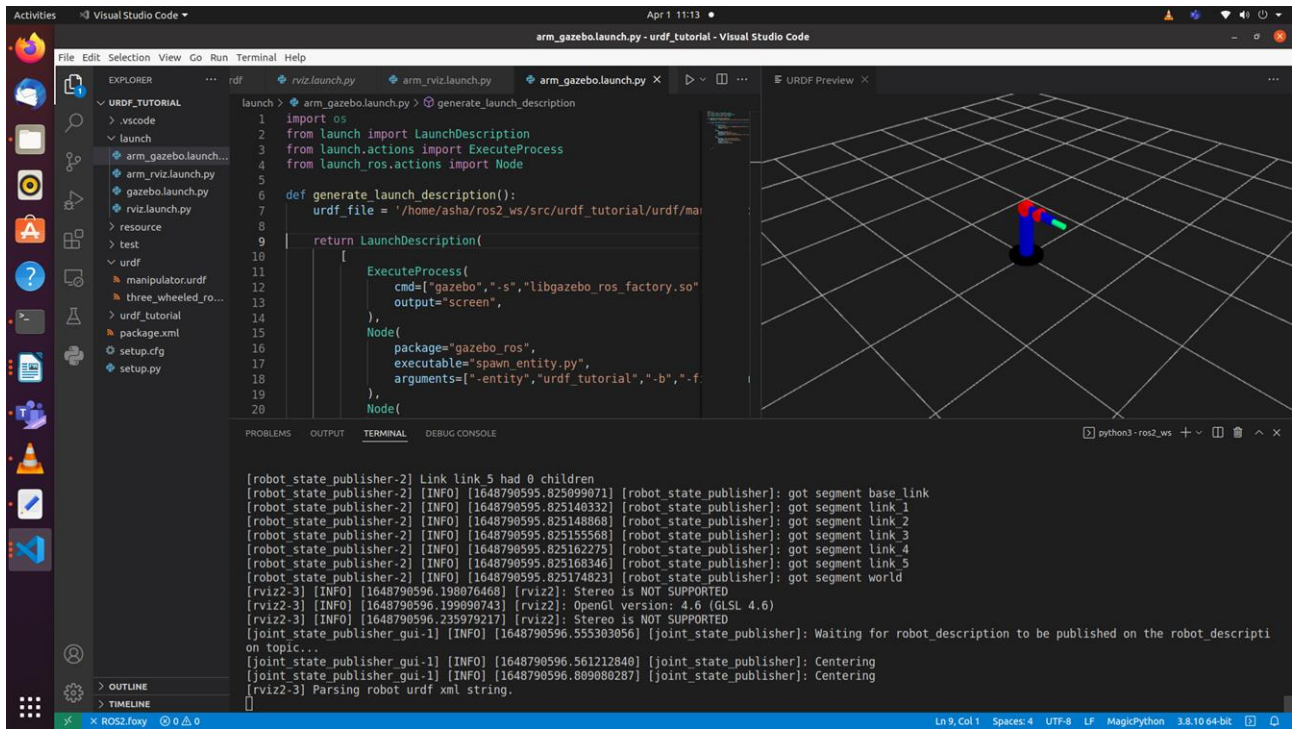 Activities
Visual Studio Code
Apr 1 11:13
arm_gazebo.launch.py - urdf_tutorial - Visual Studio Code
File Edit Selection View Go Run Terminal Help
EXPLORER
rdf
rviz.launch.py
arm_rviz.launch.py
arm_gazebo.launch.py
URDF Preview
URDF_TUTORIAL
.vscode
launch
arm_gazebo.launch...
arm_rviz.launch.py
gazebo.launch.py
rviz.launch.py
resource
test
urdf
manipulator.urdf
three_wheeled_ro...
urdf_tutorial
package.xml
setup.cfg
setup.py
OUTLINE
TIMELINE
launch > arm_gazebo.launch.py > generate_launch_description
1 import os
2 from launch import LaunchDescription
3 from launch.actions import ExecuteProcess
4 from launch_ros.actions import Node
5
6 def generate_launch_description():
7 urdf_file = '/home/asha/ros2_ws/src/urdf_tutorial/urdf/ma
8
9 return LaunchDescription(
10 [
11 ExecuteProcess(
12 cmd=["gazebo","-s","libgazebo_ros_factory.so"
13 output="screen",
14 ),
15 Node(
16 package="gazebo_ros",
17 executable="spawn_entity.py",
18 arguments=["-entity","urdf_tutorial","-b","-f
19 ),
20 Node(
PROBLEMS OUTPUT TERMINAL DEBUG CONSOLE
python3 - ros2_ws
[robot_state_publisher-2] Link link_5 had 0 children
[robot_state_publisher-2] [INFO] [1648790595.825099071] [robot_state_publisher]: got segment base_link
[robot_state_publisher-2] [INFO] [1648790595.825140332] [robot_state_publisher]: got segment link_1
[robot_state_publisher-2] [INFO] [1648790595.825148868] [robot_state_publisher]: got segment link_2
[robot_state_publisher-2] [INFO] [1648790595.825155568] [robot_state_publisher]: got segment link_3
[robot_state_publisher-2] [INFO] [1648790595.825162275] [robot_state_publisher]: got segment link_4
[robot_state_publisher-2] [INFO] [1648790595.825168346] [robot_state_publisher]: got segment link_5
[robot_state_publisher-2] [INFO] [1648790595.825174823] [robot_state_publisher]: got segment world
[rviz2-3] [INFO] [1648790596.198076468] [rviz2]: Stereo is NOT SUPPORTED
[rviz2-3] [INFO] [1648790596.199090743] [rviz2]: OpenGl version: 4.6 (GLSL 4.6)
[rviz2-3] [INFO] [1648790596.235979217] [rviz2]: Stereo is NOT SUPPORTED
[joint_state_publisher_gui-1] [INFO] [1648790596.555303056] [joint_state_publisher]: Waiting for robot_description to be published on the robot_descripti
on topic...
[joint_state_publisher_gui-1] [INFO] [1648790596.561212840] [joint_state_publisher]: Centering
[joint_state_publisher_gui-1] [INFO] [1648790596.809080287] [joint_state_publisher]: Centering
[rviz2-3] Parsing robot urdf xml string.
ROS2.foxy 0 0
Ln 9, Col 1 Spaces: 4 UTF-8 LF MagicPython 3.8.10 64-bit